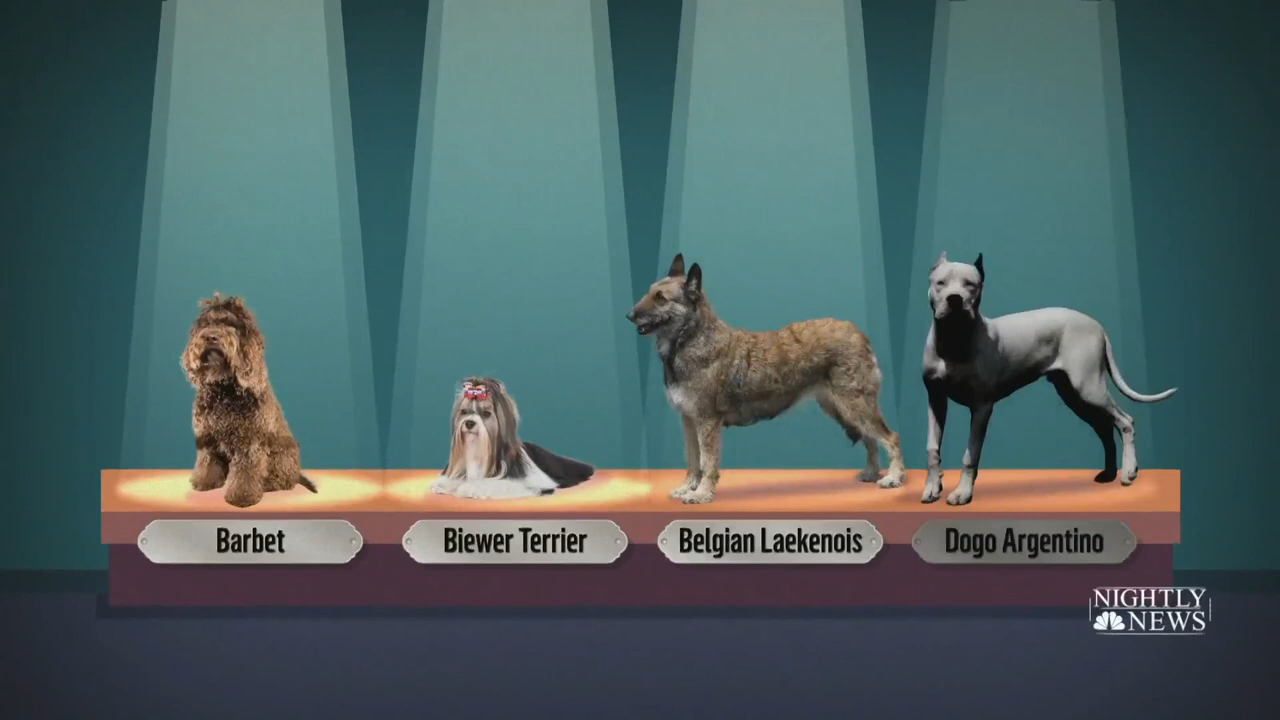 Barbet
Biewer Terrier
Belgian Laekenois
Dogo Argentino
NIGHTLY
NEWS